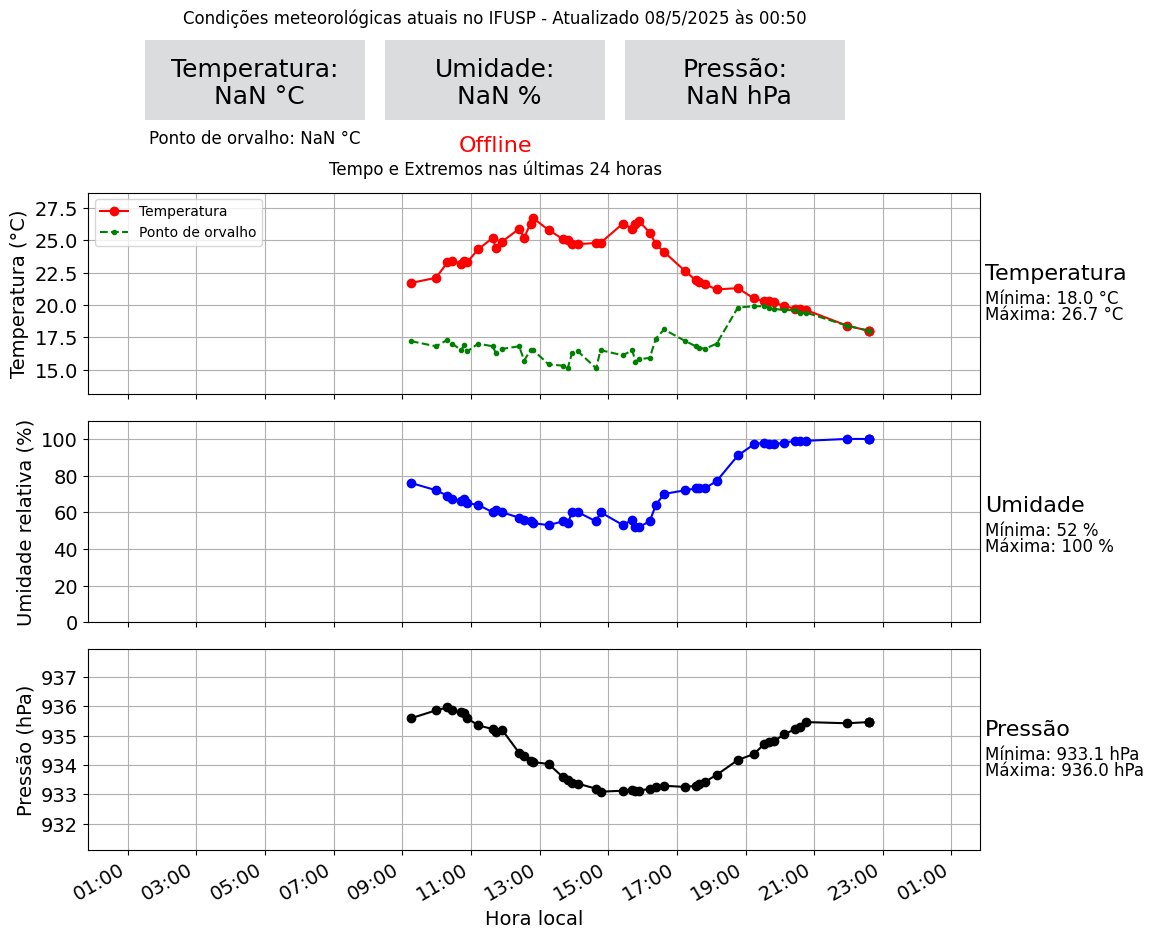 Condições meteorológicas atuais no IFUSP - Atualizado 08/5/2025 às 00:50
Temperatura:
NaN °C
Umidade:
NaN %
Pressão:
NaN hPa
Ponto de orvalho: NaN °C
Offline
Tempo e Extremos nas últimas 24 horas
Temperatura (°C)
27.5
25.0
22.5
20.0
17.5
15.0
Temperatura
Ponto de orvalho
Temperatura
Mínima: 18.0 °C
Máxima: 26.7 °C
Umidade relativa (%)
100
80
60
40
20
0
Umidade
Mínima: 52 %
Máxima: 100 %
Pressão (hPa)
937
936
935
934
933
932
Pressão
Mínima: 933.1 hPa
Máxima: 936.0 hPa
01:00 03:00 05:00 07:00 09:00 11:00 13:00 15:00 17:00 19:00 21:00 23:00 01:00
Hora local